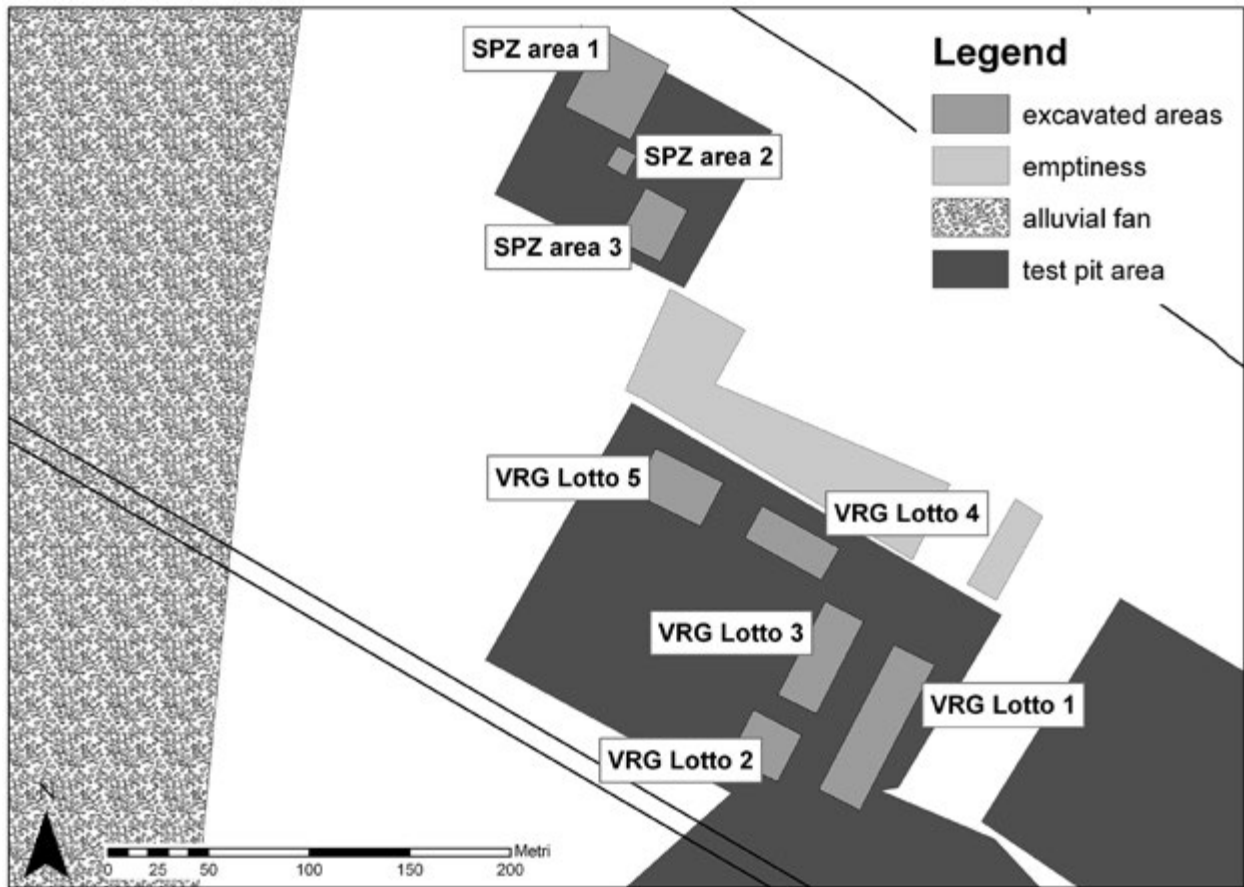 SPZ area 1
Legend
excavated areas
SPZ area 2
emptiness
alluvial fan
SPZ area 3
test pit area
VRG Lotto 5
VRG Lotto 4
VRG Lotto 3
VRG Lotto 1
VRG Lotto 2
N
Metri
0 25 50 100 150 200